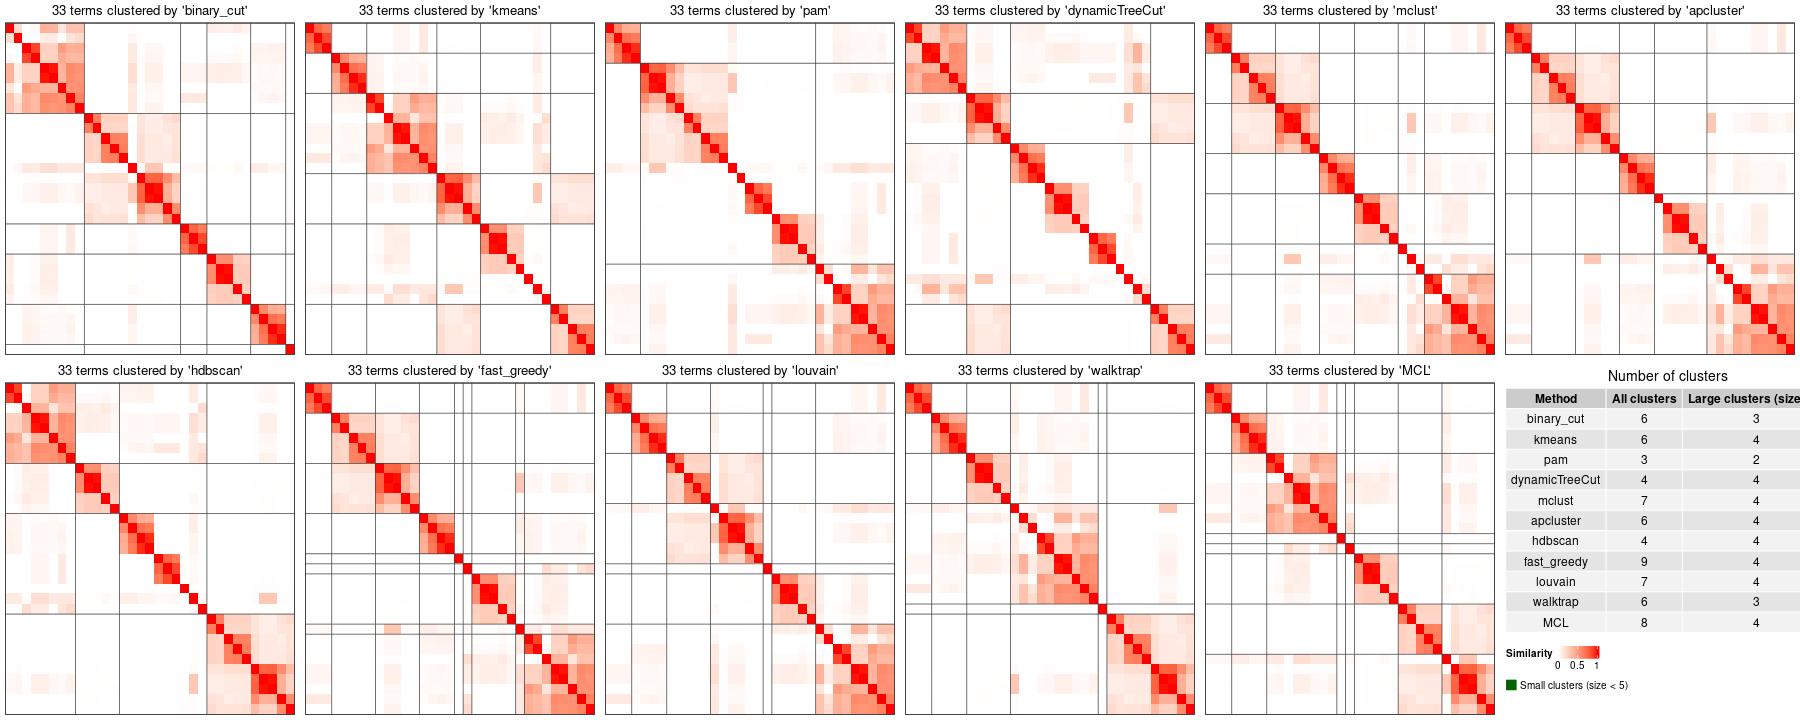 33 terms clustered by 'binary_cut'
33 terms clustered by 'kmeans'
33 terms clustered by 'pam'
33 terms clustered by 'dynamicTreeCut'
33 terms clustered by 'mclust'
33 terms clustered by 'apcluster'
33 terms clustered by 'hdbscan'
33 terms clustered by 'fast_greedy'
33 terms clustered by 'louvain'
33 terms clustered by 'walktrap'
33 terms clustered by 'MCL'
Number of clusters
Method All clusters Large clusters (size
binary_cut 6 3
kmeans 6 4
pam 3 2
dynamicTreeCut 4 4
mclust 7 4
apcluster 6 4
hdbscan 4 4
fast_greedy 9 4
louvain 7 4
walktrap 6 3
MCL 8 4
Similarity
0 0.5 1
Small clusters (size < 5)